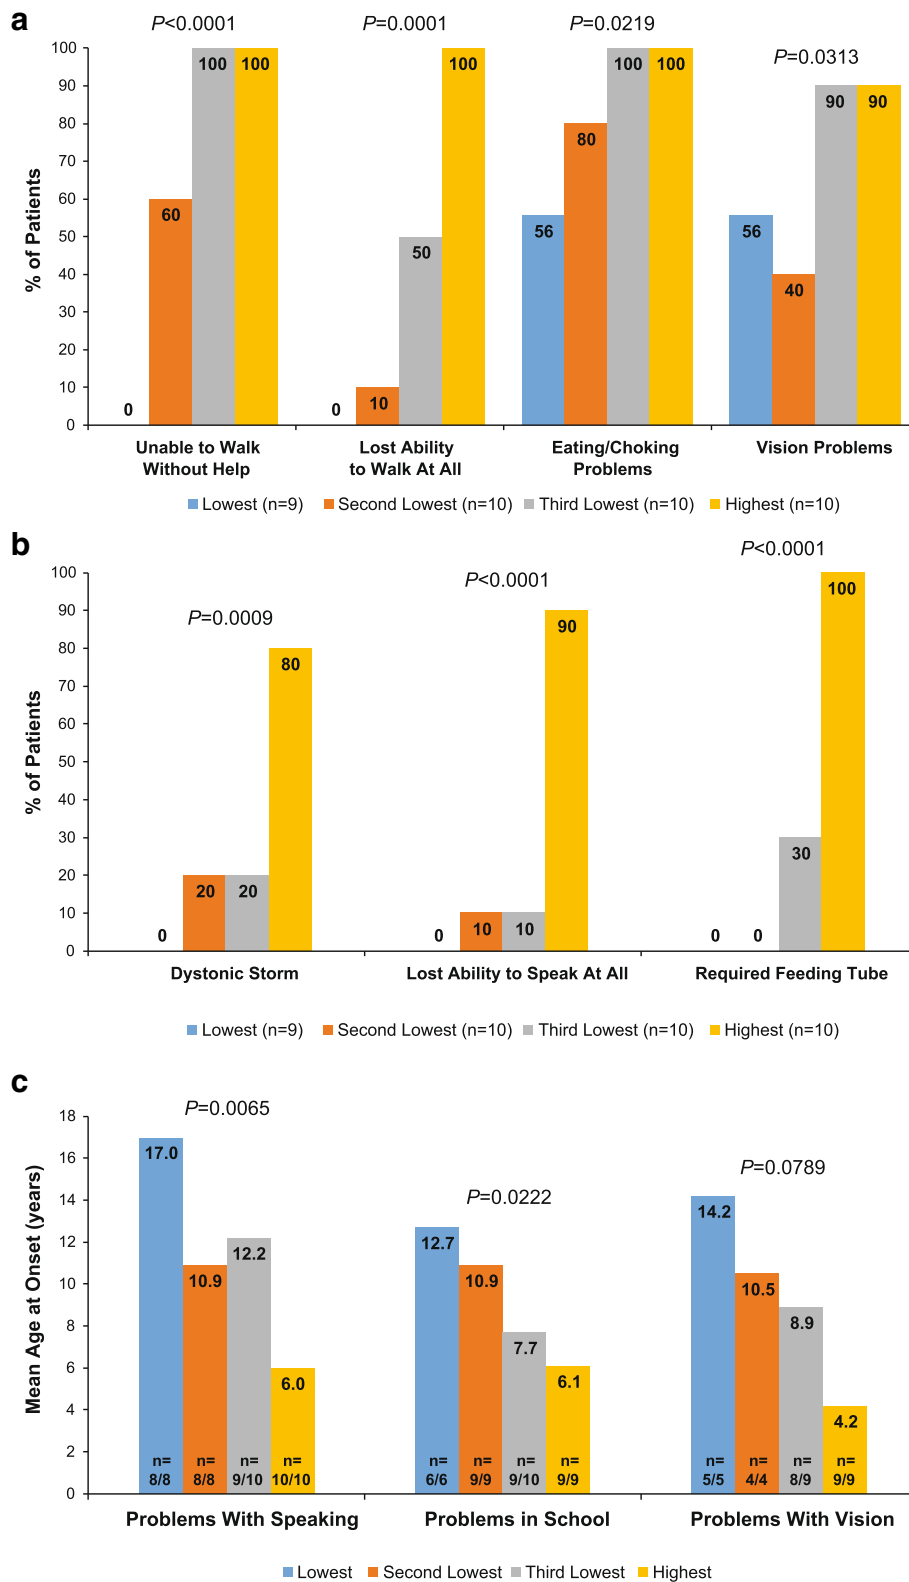 a
P<0.0001
P=0.0001
P=0.0219
P=0.0313
100
90
80
70
60
50
40
30
20
10
0
% of Patients
0
60
100
100
0
10
50
100
56
80
100
100
56
40
90
90
Unable to Walk
Without Help
Lost Ability
to Walk At All
Eating/Choking
Problems
Vision Problems
Lowest (n=9)
Second Lowest (n=10)
Third Lowest (n=10)
Highest (n=10)
b
P=0.0009
P<0.0001
P<0.0001
100
90
80
70
60
50
40
30
20
10
0
% of Patients
0
20
20
80
0
10
10
90
0
0
30
100
Dystonic Storm
Lost Ability to Speak At All
Required Feeding Tube
Lowest (n=9)
Second Lowest (n=10)
Third Lowest (n=10)
Highest (n=10)
c
P=0.0065
P=0.0222
P=0.0789
18
16
14
12
10
8
6
4
2
0
Mean Age at Onset (years)
17.0
10.9
12.2
6.0
12.7
10.9
7.7
6.1
14.2
10.5
8.9
4.2
n=
8/8
n=
8/8
n=
9/10
n=
10/10
n=
6/6
n=
9/9
n=
9/10
n=
9/9
n=
5/5
n=
4/4
n=
8/9
n=
9/9
Problems With Speaking
Problems in School
Problems With Vision
Lowest
Second Lowest
Third Lowest
Highest